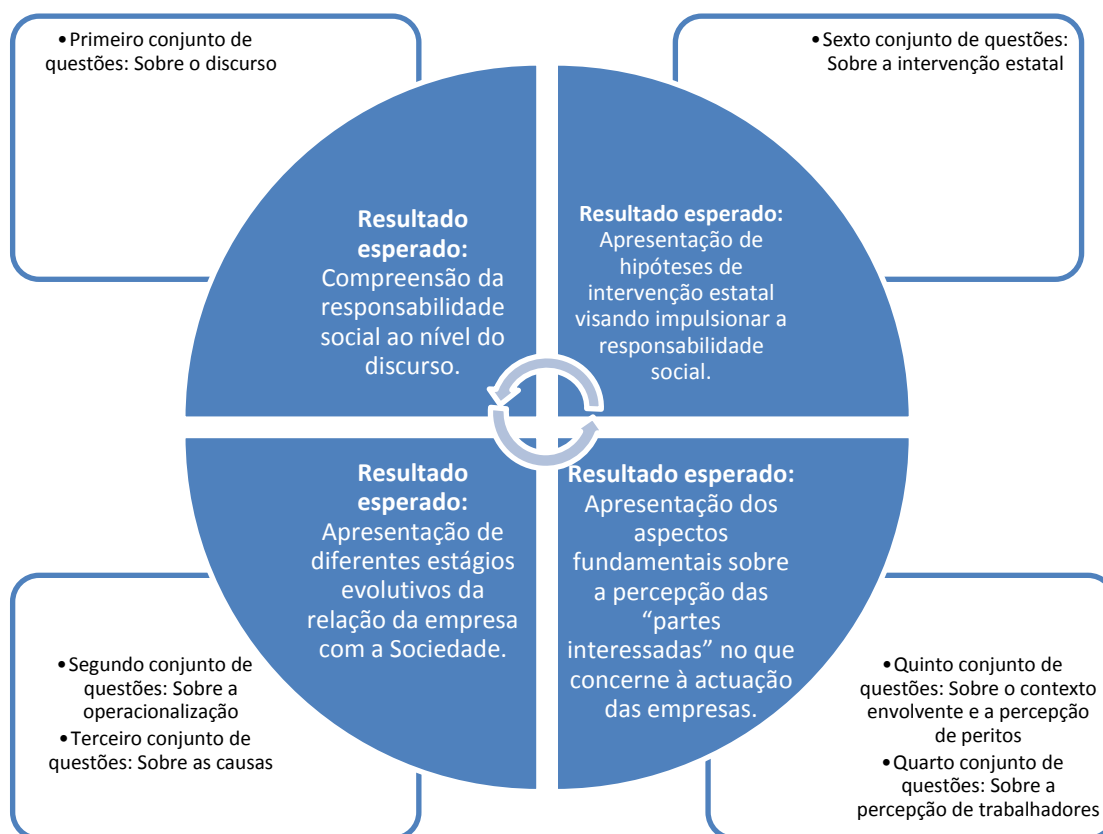 •Primeiro conjunto de
questões: Sobre o discurso
•Sexto conjunto de questões:
Sobre a intervenção estatal
Resultado
esperado:
Compreensão da
responsabilidade
social ao nível do
discurso.
Resultado esperado:
Apresentação de
hipóteses de
intervenção estatal
visando impulsionar a
responsabilidade
social.
Resultado
esperado:
Apresentação de
diferentes estágios
evolutivos da
relação da empresa
com a Sociedade.
Resultado esperado:
Apresentação dos
aspectos
fundamentais sobre
a percepção das
“partes
interessadas” no que
concerne à actuação
das empresas.
•Segundo conjunto de
questões: Sobre a
operacionalização
•Terceiro conjunto de
questões: Sobre as causas
•Quinto conjunto de
questões: Sobre o contexto
envolvente e a percepção
de peritos
•Quarto conjunto de
questões: Sobre a
percepção de trabalhadores